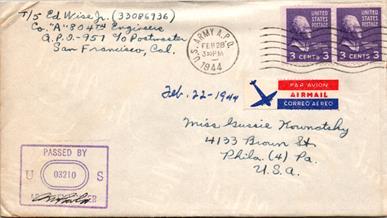 T/5 Ed Wise Jr. (33086936)
Co. "A" 804th Engineers
A.P.O.-957 c/o Postmaster
San Francisco, Cal.
U.S. ARMY A.P.O.
FEB 28
3 PM
1944
UNITED STATES POSTAGE
3 CENTS 3
UNITED STATES POSTAGE
3 CENTS 3
Feb. 22-1944
PAR AVION
AIRMAIL
CORREO AEREO
Miss Gussie
4133 Brown St
Phila. (4) Pa.
U.S.A.
PASSED BY
U 03210 S
ARMY EXAMINER